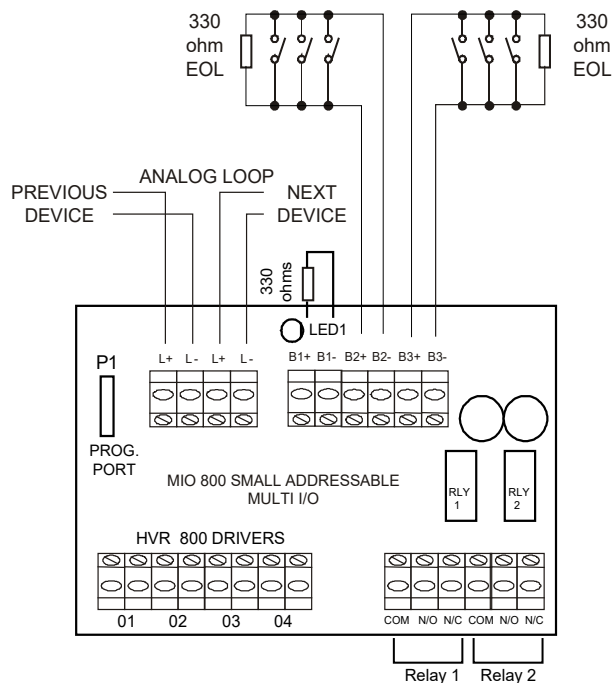 330
ohm
EOL
330
ohm
EOL
ANALOG LOOP
PREVIOUS
DEVICE
NEXT
DEVICE
330
ohms
LED1
P1
L+ L- L+ L-
B1+ B1- B2+ B2- B3+ B3-
PROG.
PORT
MIO 800 SMALL ADDRESSABLE
MULTI I/O
RLY
1
RLY
2
HVR 800 DRIVERS
01 02 03 04
COM N/O N/C COM N/O N/C
Relay 1 Relay 2